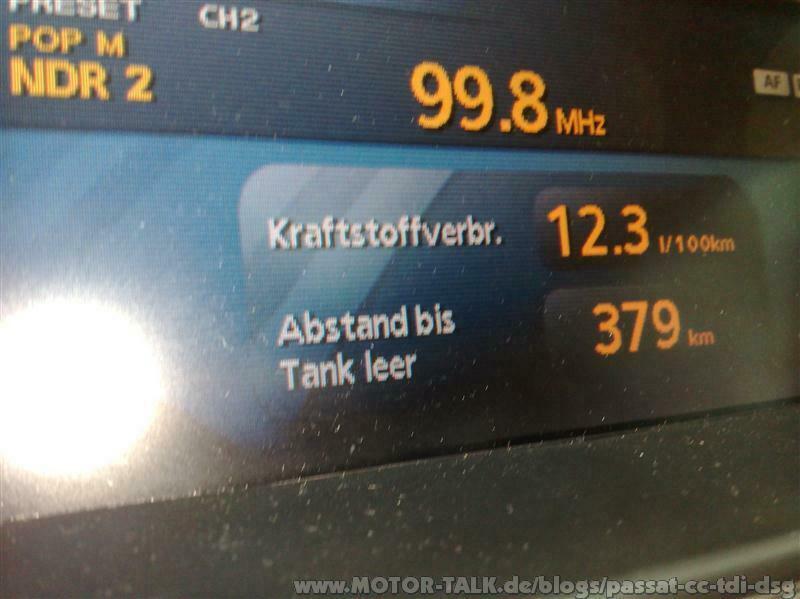 PRESET CH2
POP M
NDR 2
99.8 MHz
AF
Kraftstoffverbr. 12.3 l/100km
Abstand bis
Tank leer
379 km
www.MOTOR-TALK.de/blogs/passat-cc-tdi-dsg